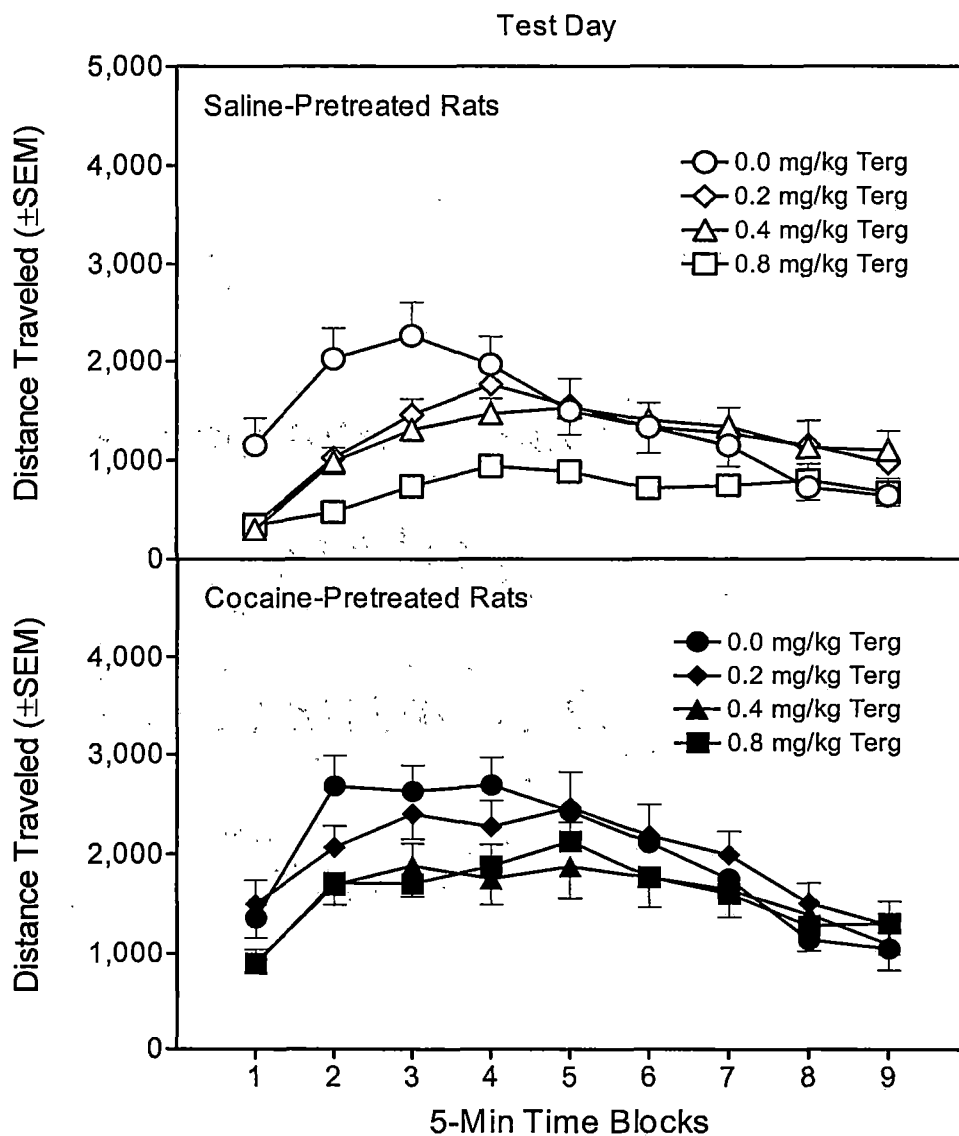 Test Day
5,000
Saline-Pretreated Rats
4,000
0.0 mg/kg Terg
0.2 mg/kg Terg
0.4 mg/kg Terg
0.8 mg/kg Terg
3,000
2,000
1,000
0
Distance Traveled (±SEM)
Cocaine-Pretreated Rats
4,000
0.0 mg/kg Terg
0.2 mg/kg Terg
0.4 mg/kg Terg
0.8 mg/kg Terg
3,000
2,000
1,000
0
Distance Traveled (±SEM)
1 2 3 4 5 6 7 8 9
5-Min Time Blocks